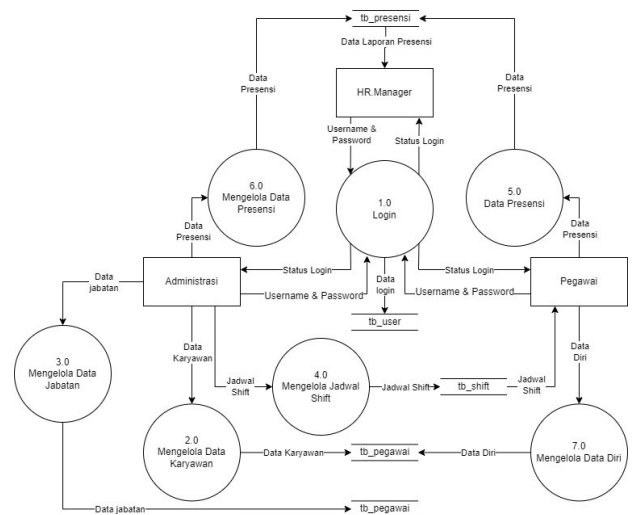 tb_presensi
Data Laporan Presensi
Data
Presensi
HR.Manager
Data
Presensi
Username &
Password
Status Login
6.0
Mengelola Data
Presensi
1.0
Login
5.0
Data Presensi
Data
Presensi
Data
Presensi
Data
jabatan
Administrasi
Status Login
Data
login
Status Login
Pegawai
Username & Password
Username & Password
tb_user
3.0
Mengelola Data
Jabatan
Data
Karyawan
Data
Diri
Jadwal
Shift
4.0
Mengelola Jadwal
Shift
Jadwal Shift
tb_shift
Jadwal
Shift
2.0
Mengelola Data
Karyawan
Data Karyawan
tb_pegawai
Data Diri
7.0
Mengelola Data Diri
Data jabatan
tb_pegawai